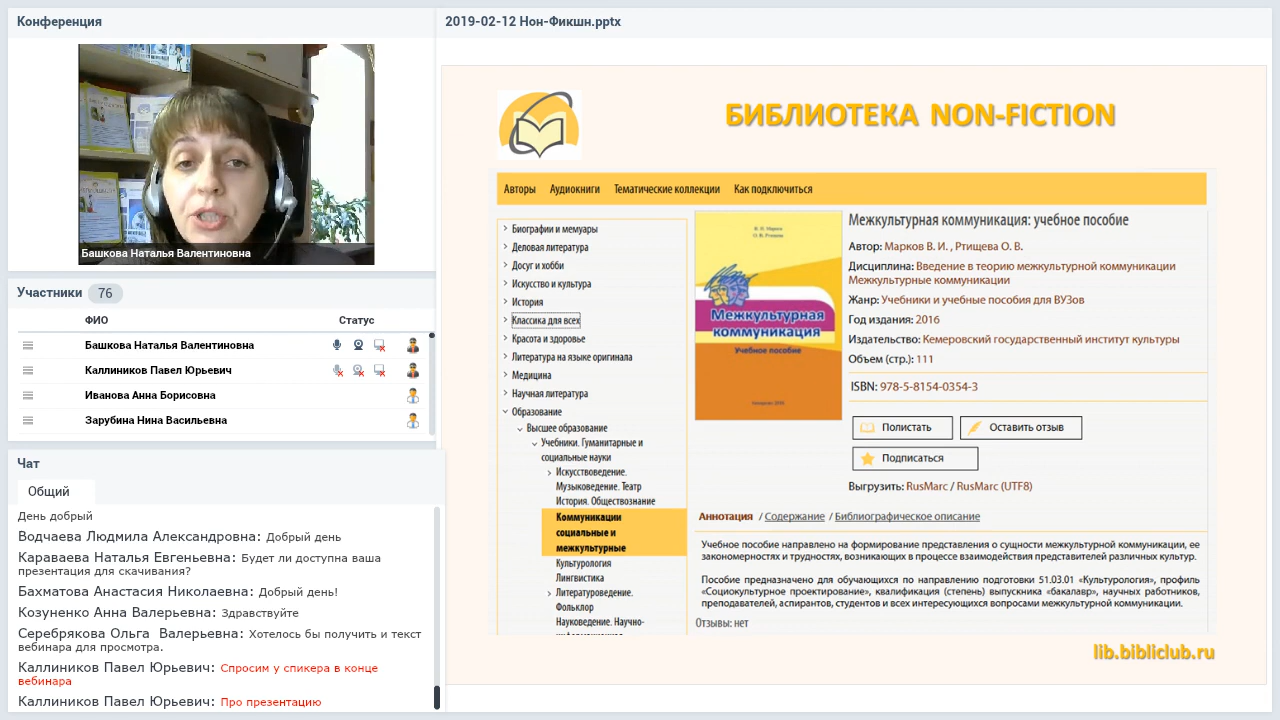 Конференция
Башкова Наталья Валентиновна
Участники 76
ФИО Статус
Башкова Наталья Валентиновна
Каллиников Павел Юрьевич
Иванова Анна Борисовна
Зарубина Нина Васильевна
Чат
Общий
День добрый
Водчаева Людмила Александровна: Добрый день
Караваева Наталья Евгеньевна: Будет ли доступна ваша
презентация для скачивания?
Бахматова Анастасия Николаевна: Добрый день!
Козуненко Анна Валерьевна: Здравствуйте
Серебрякова Ольга Валерьевна: Хотелось бы получить и текст
вебинара для просмотра.
Каллиников Павел Юрьевич: Спросим у спикера в конце
вебинара
Каллиников Павел Юрьевич: Про презентацию
2019-02-12 Нон-Фикшн.pptx
БИБЛИОТЕКА NON-FICTION
Авторы Аудиокниги Тематические коллекции Как подключиться
Биографии и мемуары
Деловая литература
Досуг и хобби
Искусство и культура
История
Классика для всех
Красота и здоровье
Литература на языке оригинала
Медицина
Научная литература
Образование
Высшее образование
Учебники. Гуманитарные и
социальные науки
Искусствоведение.
Музыковедение. Театр
История. Обществознание
Коммуникации
социальные и
межкультурные
Культурология
Лингвистика
Литературоведение.
Фольклор
Науковедение. Научно-
Межкультурная
коммуникация
Учебное пособие
Межкультурная коммуникация: учебное пособие
Автор: Марков В. И. , Ртищева О. В.
Дисциплина: Введение в теорию межкультурной коммуникации
Межкультурные коммуникации
Жанр: Учебники и учебные пособия для ВУЗов
Год издания: 2016
Издательство: Кемеровский государственный институт культуры
Объем (стр.): 111
ISBN: 978-5-8154-0354-3
Полистать Оставить отзыв
Подписаться
Выгрузить: RusMarc / RusMarc (UTF8)
Аннотация / Содержание / Библиографическое описание
Учебное пособие направлено на формирование представления о сущности межкультурной коммуникации, ее
закономерностях и трудностях, возникающих в процессе взаимодействия представителей различных культур.
Пособие предназначено для обучающихся по направлению подготовки 51.03.01 «Культурология», профиль
«Социокультурное проектирование», квалификация (степень) выпускника «бакалавр», научных работников,
преподавателей, аспирантов, студентов и всех интересующихся вопросами межкультурной коммуникации.
Отзывы: нет
lib.bibliclub.ru